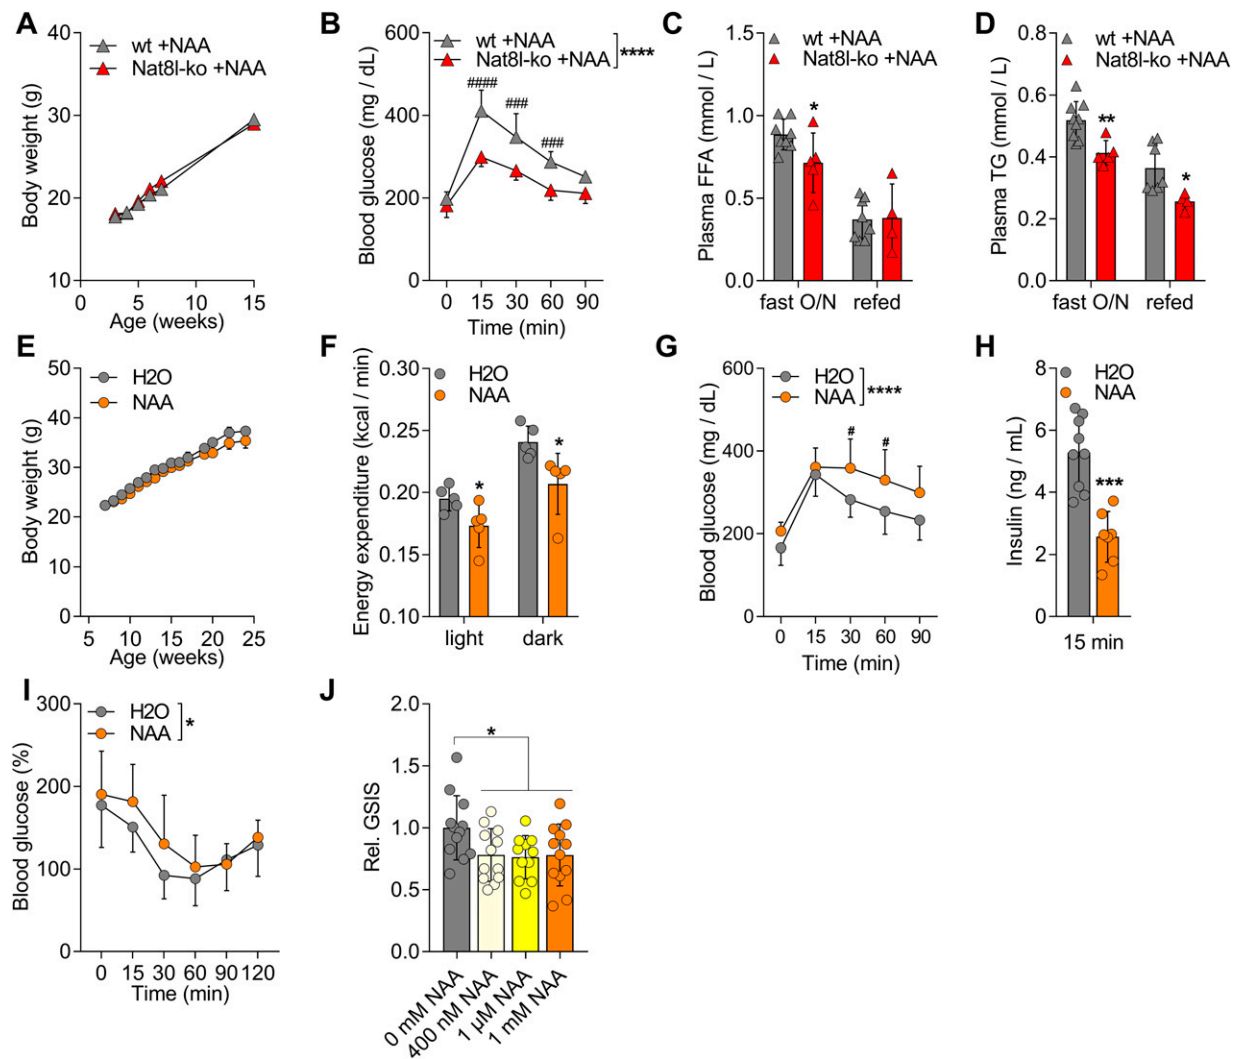 A
wt +NAA
Nat8l-ko +NAA
Body weight (g)
40
30
20
10
0 5 10 15
Age (weeks)
B
wt +NAA
Nat8l-ko +NAA
****
####
###
###
Blood glucose (mg / dL)
600
400
200
0
0 15 30 60 90
Time (min)
C
wt +NAA
Nat8l-ko +NAA
*
Plasma FFA (mmol / L)
1.5
1.0
0.5
0.0
fast O/N refed
D
wt +NAA
Nat8l-ko +NAA
**
*
Plasma TG (mmol / L)
0.8
0.6
0.4
0.2
0.0
fast O/N refed
E
H2O
NAA
Body weight (g)
50
40
30
20
10
0
5 10 15 20 25
Age (weeks)
F
H2O
NAA
*
*
Energy expenditure (kcal / min)
0.30
0.25
0.20
0.15
0.10
light dark
G
H2O
NAA
****
# #
Blood glucose (mg / dL)
600
400
200
0
0 15 30 60 90
Time (min)
H
H2O
NAA
***
Insulin (ng / mL)
8
6
4
2
0
15 min
I
H2O
NAA
*
Blood glucose (%)
300
200
100
0
0 15 30 60 90 120
Time (min)
J
*
Rel. GSIS
2.0
1.5
1.0
0.5
0.0
0 mM NAA
400 nM NAA
1 µM NAA
1 mM NAA